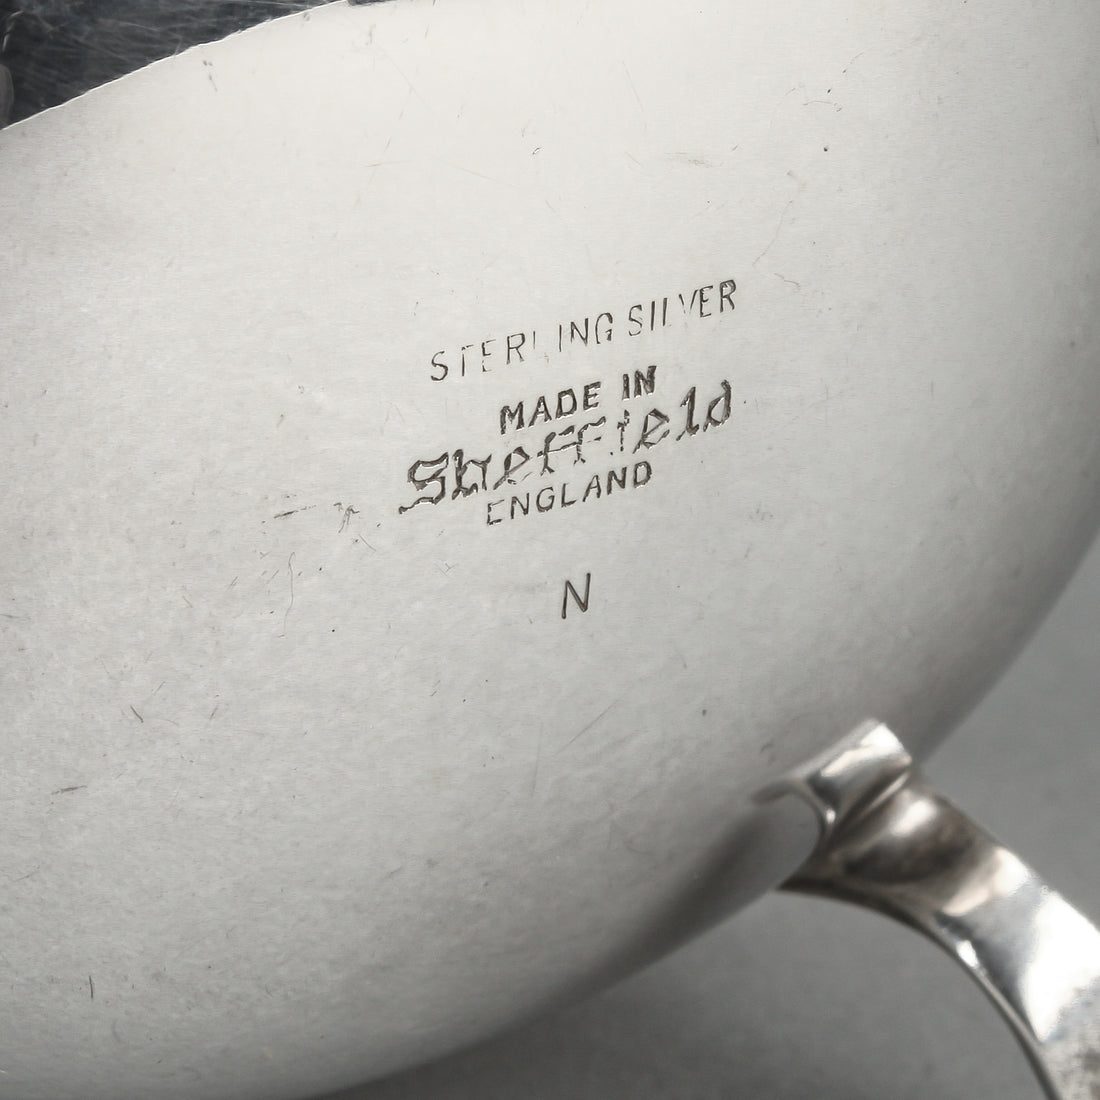 STERLING SILVER
MADE IN
Sheffield
ENGLAND
N